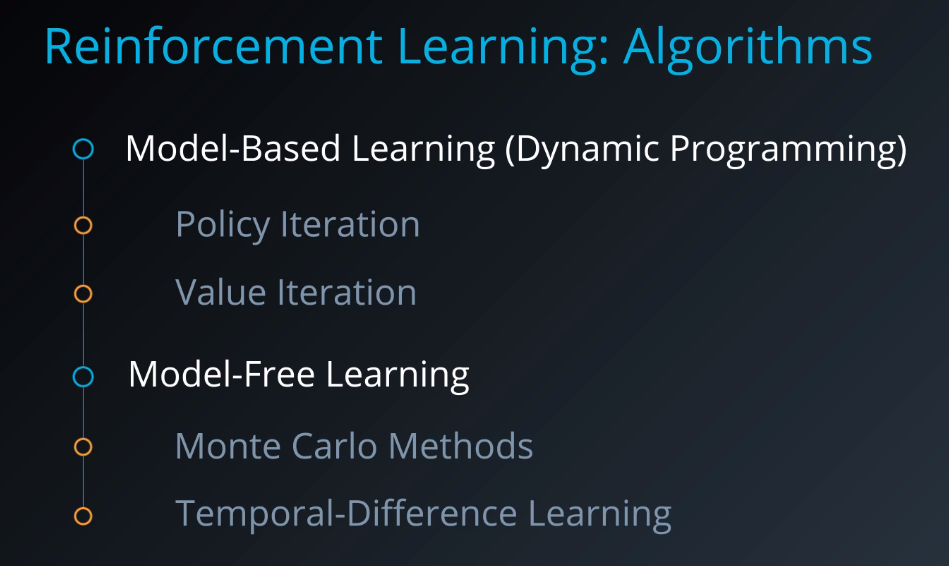 Reinforcement Learning: Algorithms
Model-Based Learning (Dynamic Programming)
Policy Iteration
Value Iteration
Model-Free Learning
Monte Carlo Methods
Temporal-Difference Learning